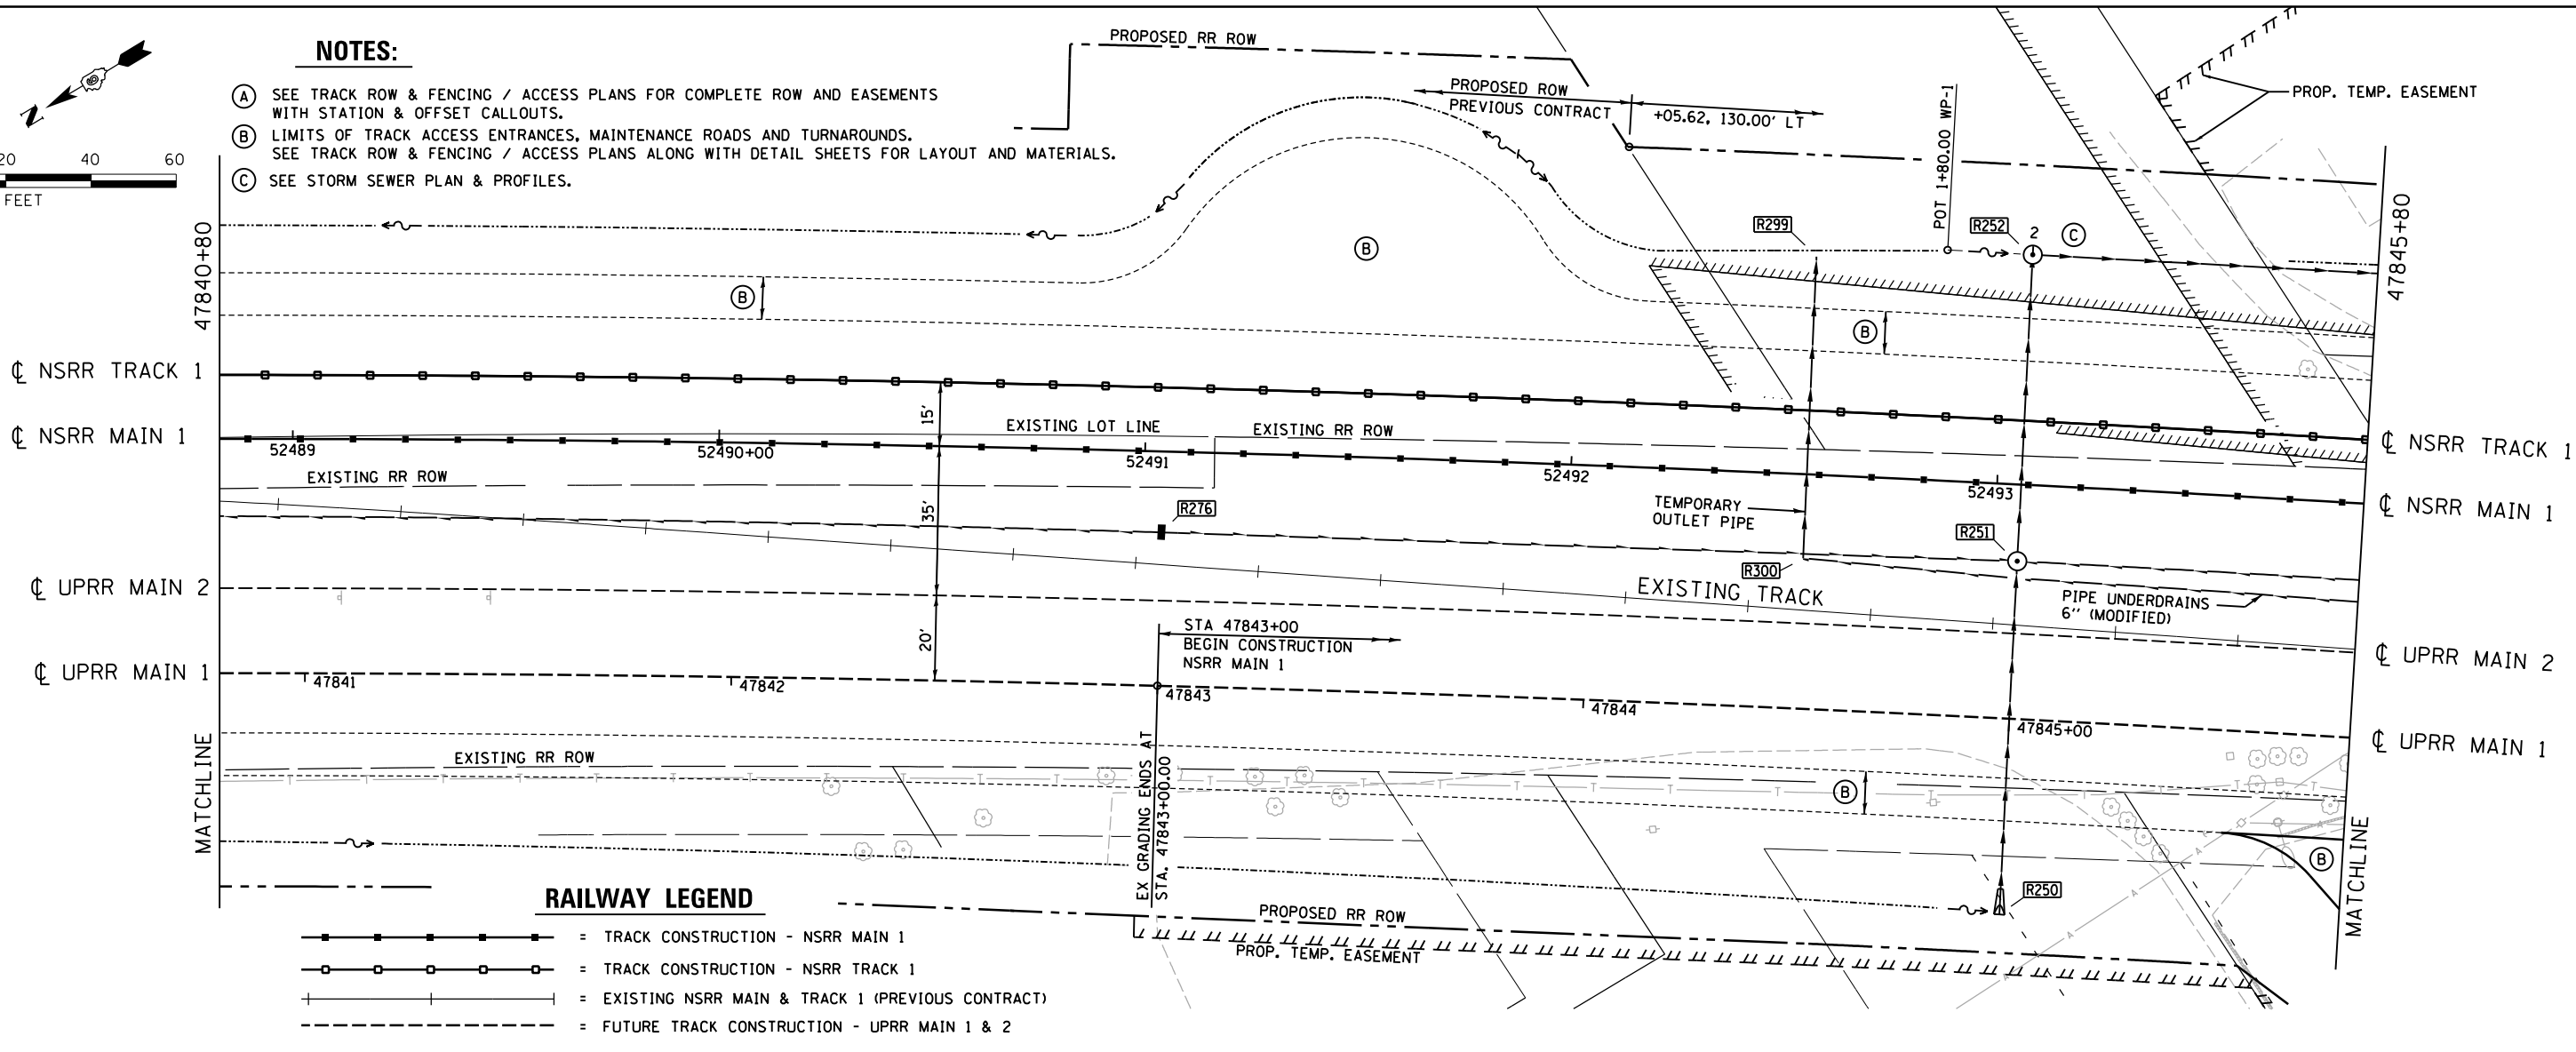 NOTES:
A SEE TRACK ROW & FENCING / ACCESS PLANS FOR COMPLETE ROW AND EASEMENTS
WITH STATION & OFFSET CALLOUTS.
B LIMITS OF TRACK ACCESS ENTRANCES, MAINTENANCE ROADS AND TURNAROUNDS.
SEE TRACK ROW & FENCING / ACCESS PLANS ALONG WITH DETAIL SHEETS FOR LAYOUT AND MATERIALS.
C SEE STORM SEWER PLAN & PROFILES.
N
20 40 60
FEET
PROPOSED RR ROW
PROPOSED ROW
PREVIOUS CONTRACT
+05.62, 130.00' LT
POT 1+80.00 WP-1
PROP. TEMP. EASEMENT
47840+80
47845+80
R299
R252
2
C
B
B
B
℄ NSRR TRACK 1
℄ NSRR MAIN 1
15'
EXISTING LOT LINE
EXISTING RR ROW
52489
52490+00
52491
52492
52493
℄ NSRR TRACK 1
℄ NSRR MAIN 1
EXISTING RR ROW
35'
R276
TEMPORARY
OUTLET PIPE
R251
R300
EXISTING TRACK
PIPE UNDERDRAINS
6'' (MODIFIED)
℄ UPRR MAIN 2
20'
STA 47843+00
BEGIN CONSTRUCTION
NSRR MAIN 1
℄ UPRR MAIN 2
℄ UPRR MAIN 1
47841
47842
47843
47844
47845+00
℄ UPRR MAIN 1
MATCHLINE
EXISTING RR ROW
EX GRADING ENDS AT
STA. 47843+00.00
B
B
MATCHLINE
R250
PROPOSED RR ROW
PROP. TEMP. EASEMENT
RAILWAY LEGEND
= TRACK CONSTRUCTION - NSRR MAIN 1
= TRACK CONSTRUCTION - NSRR TRACK 1
= EXISTING NSRR MAIN & TRACK 1 (PREVIOUS CONTRACT)
= FUTURE TRACK CONSTRUCTION - UPRR MAIN 1 & 2